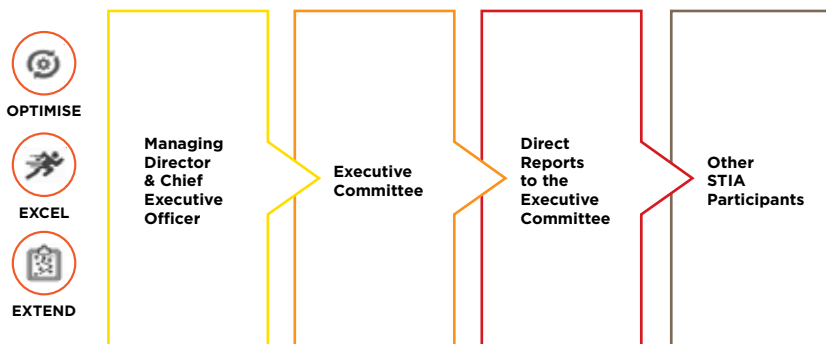 OPTIMISE
EXCEL
EXTEND
Managing
Director
& Chief
Executive
Officer
Executive
Committee
Direct
Reports
to the
Executive
Committee
Other
STIA
Participants